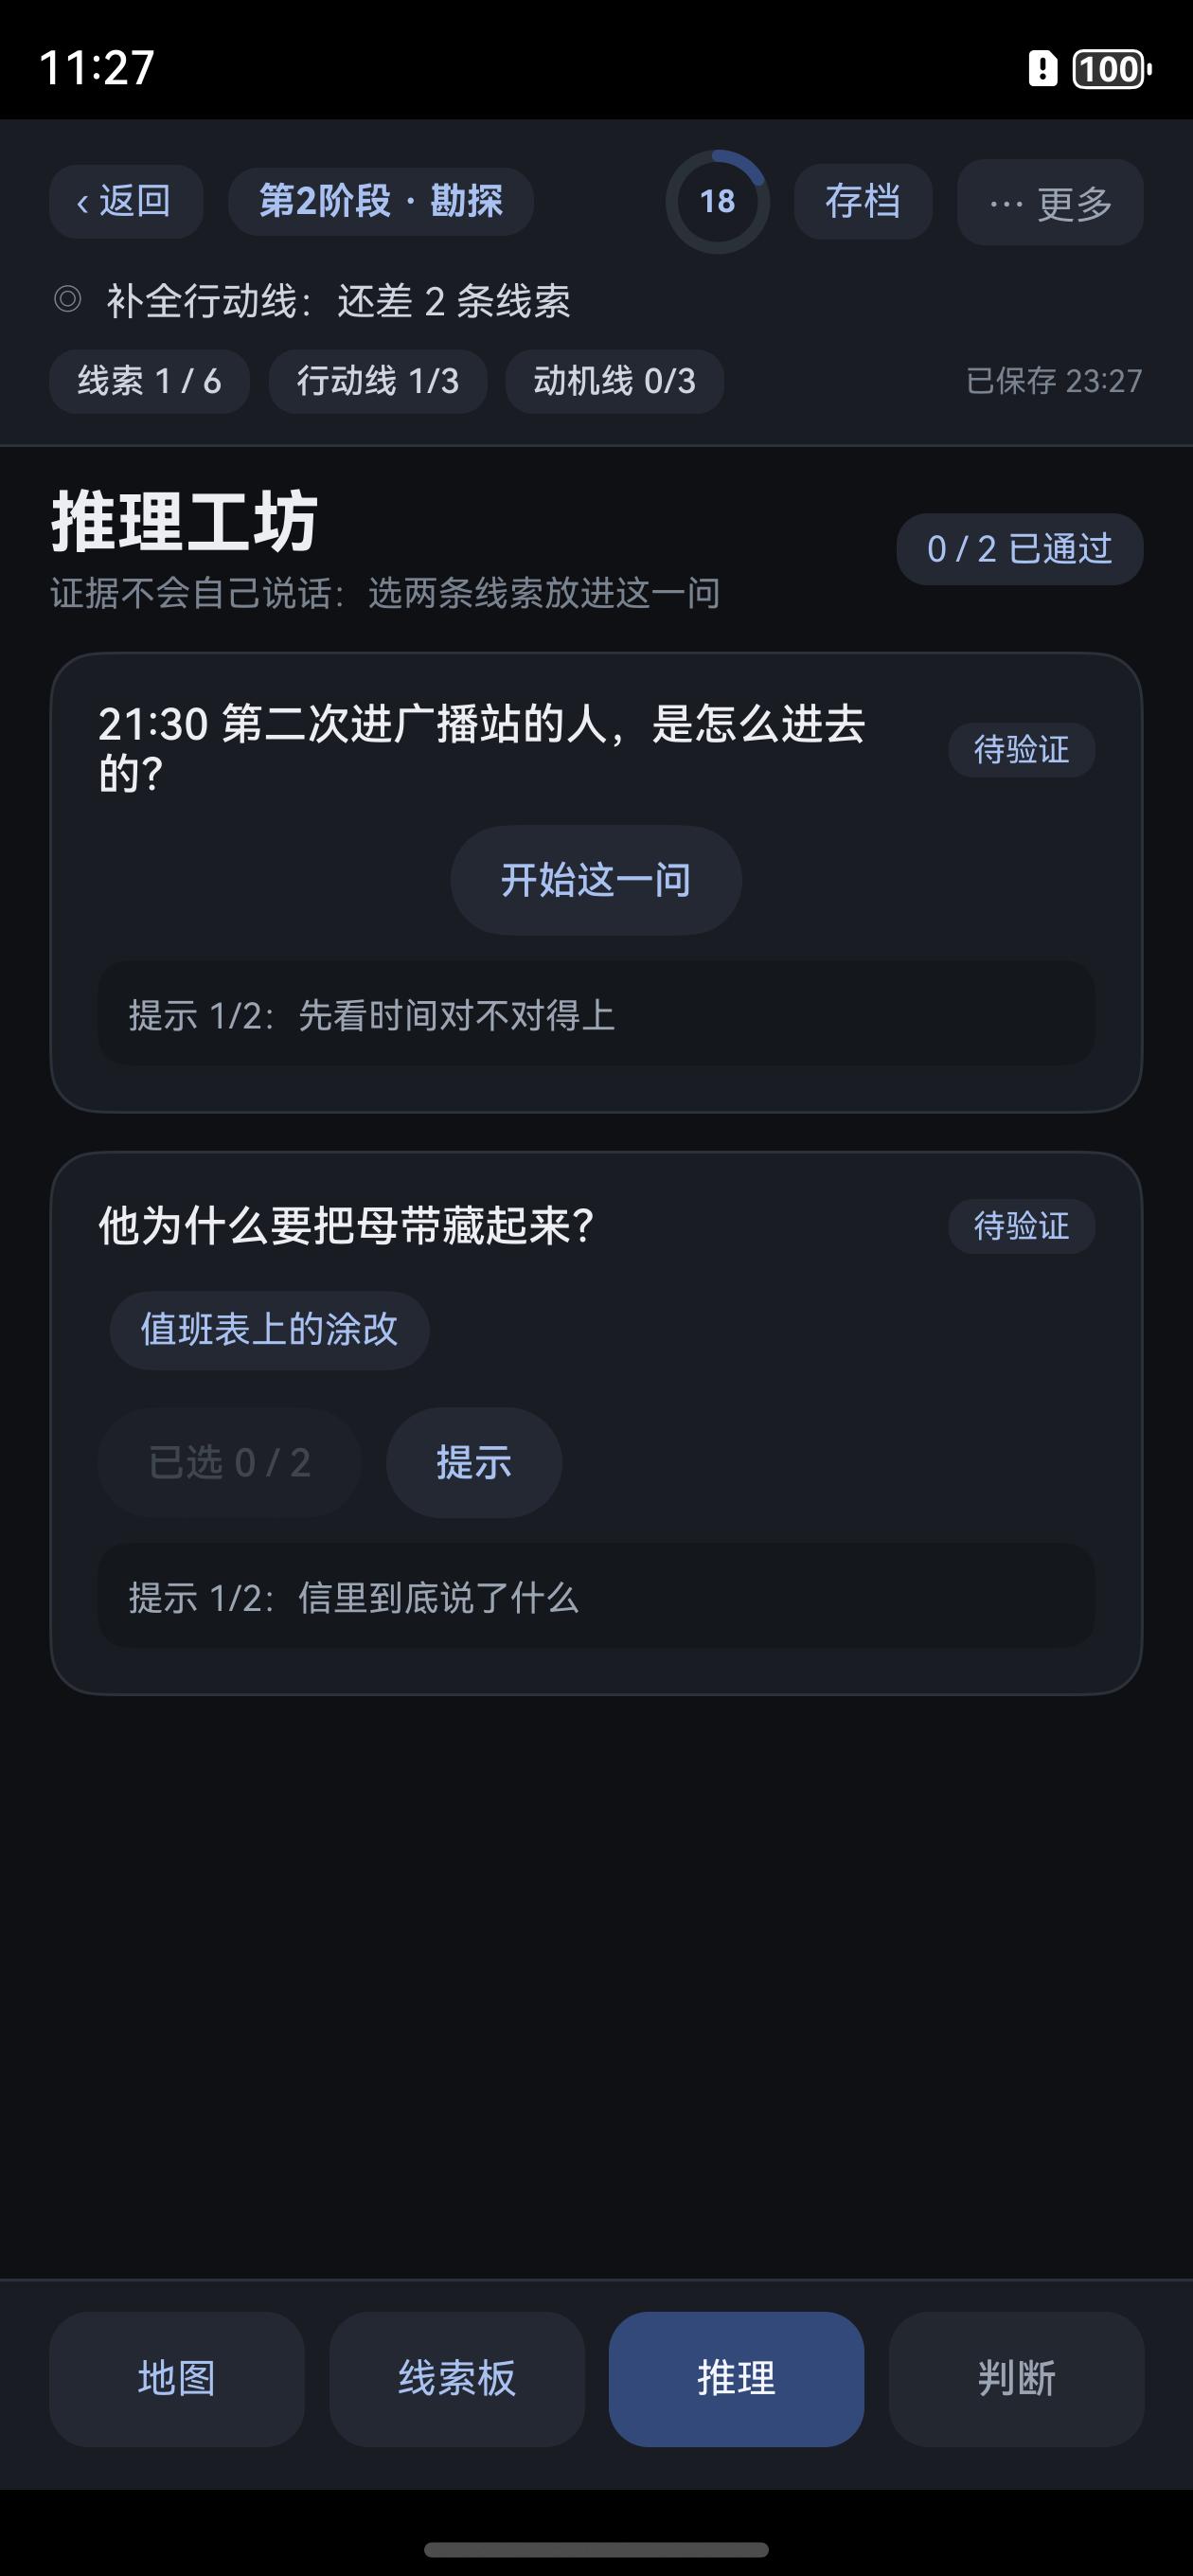 11:27
100
‹ 返回
第2阶段 · 勘探
18
存档
··· 更多
◎ 补全行动线：还差 2 条线索
线索 1 / 6
行动线 1/3
动机线 0/3
已保存 23:27
推理工坊
0 / 2 已通过
证据不会自己说话：选两条线索放进这一问
21:30 第二次进广播站的人，是怎么进去
的？
待验证
开始这一问
提示 1/2：先看时间对不对得上
他为什么要把母带藏起来？
待验证
值班表上的涂改
已选 0 / 2
提示
提示 1/2：信里到底说了什么
地图
线索板
推理
判断